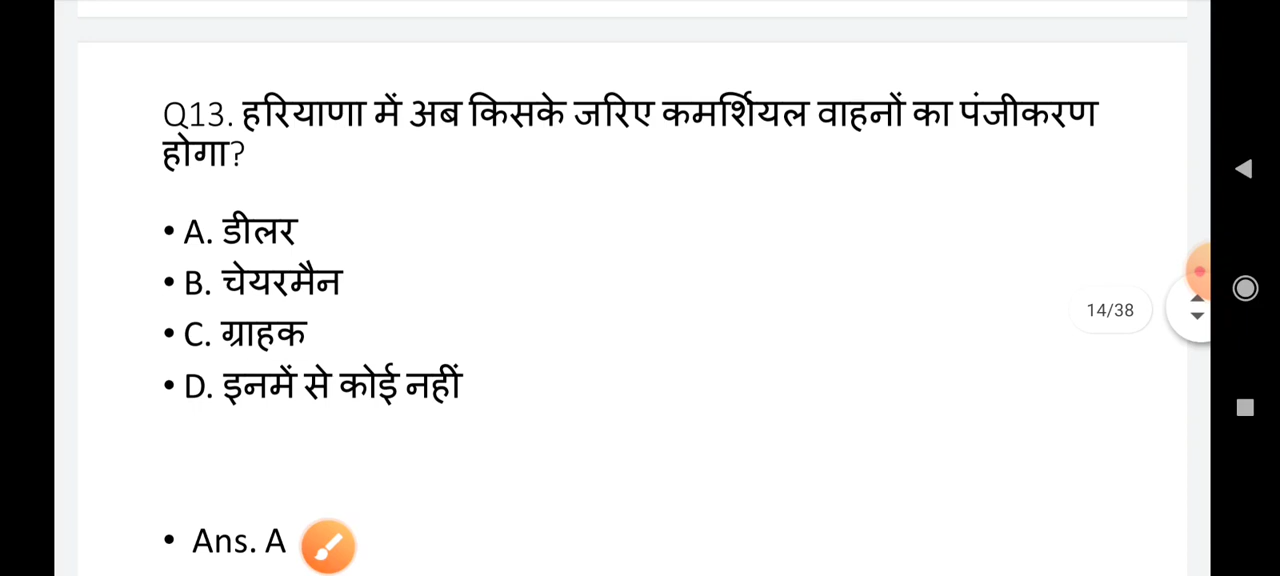 Q13. हरियाणा में अब किसके जरिए कमर्शियल वाहनों का पंजीकरण
होगा?
• A. डीलर
• B. चेयरमैन
• C. ग्राहक
• D. इनमें से कोई नहीं
14/38
• Ans. A